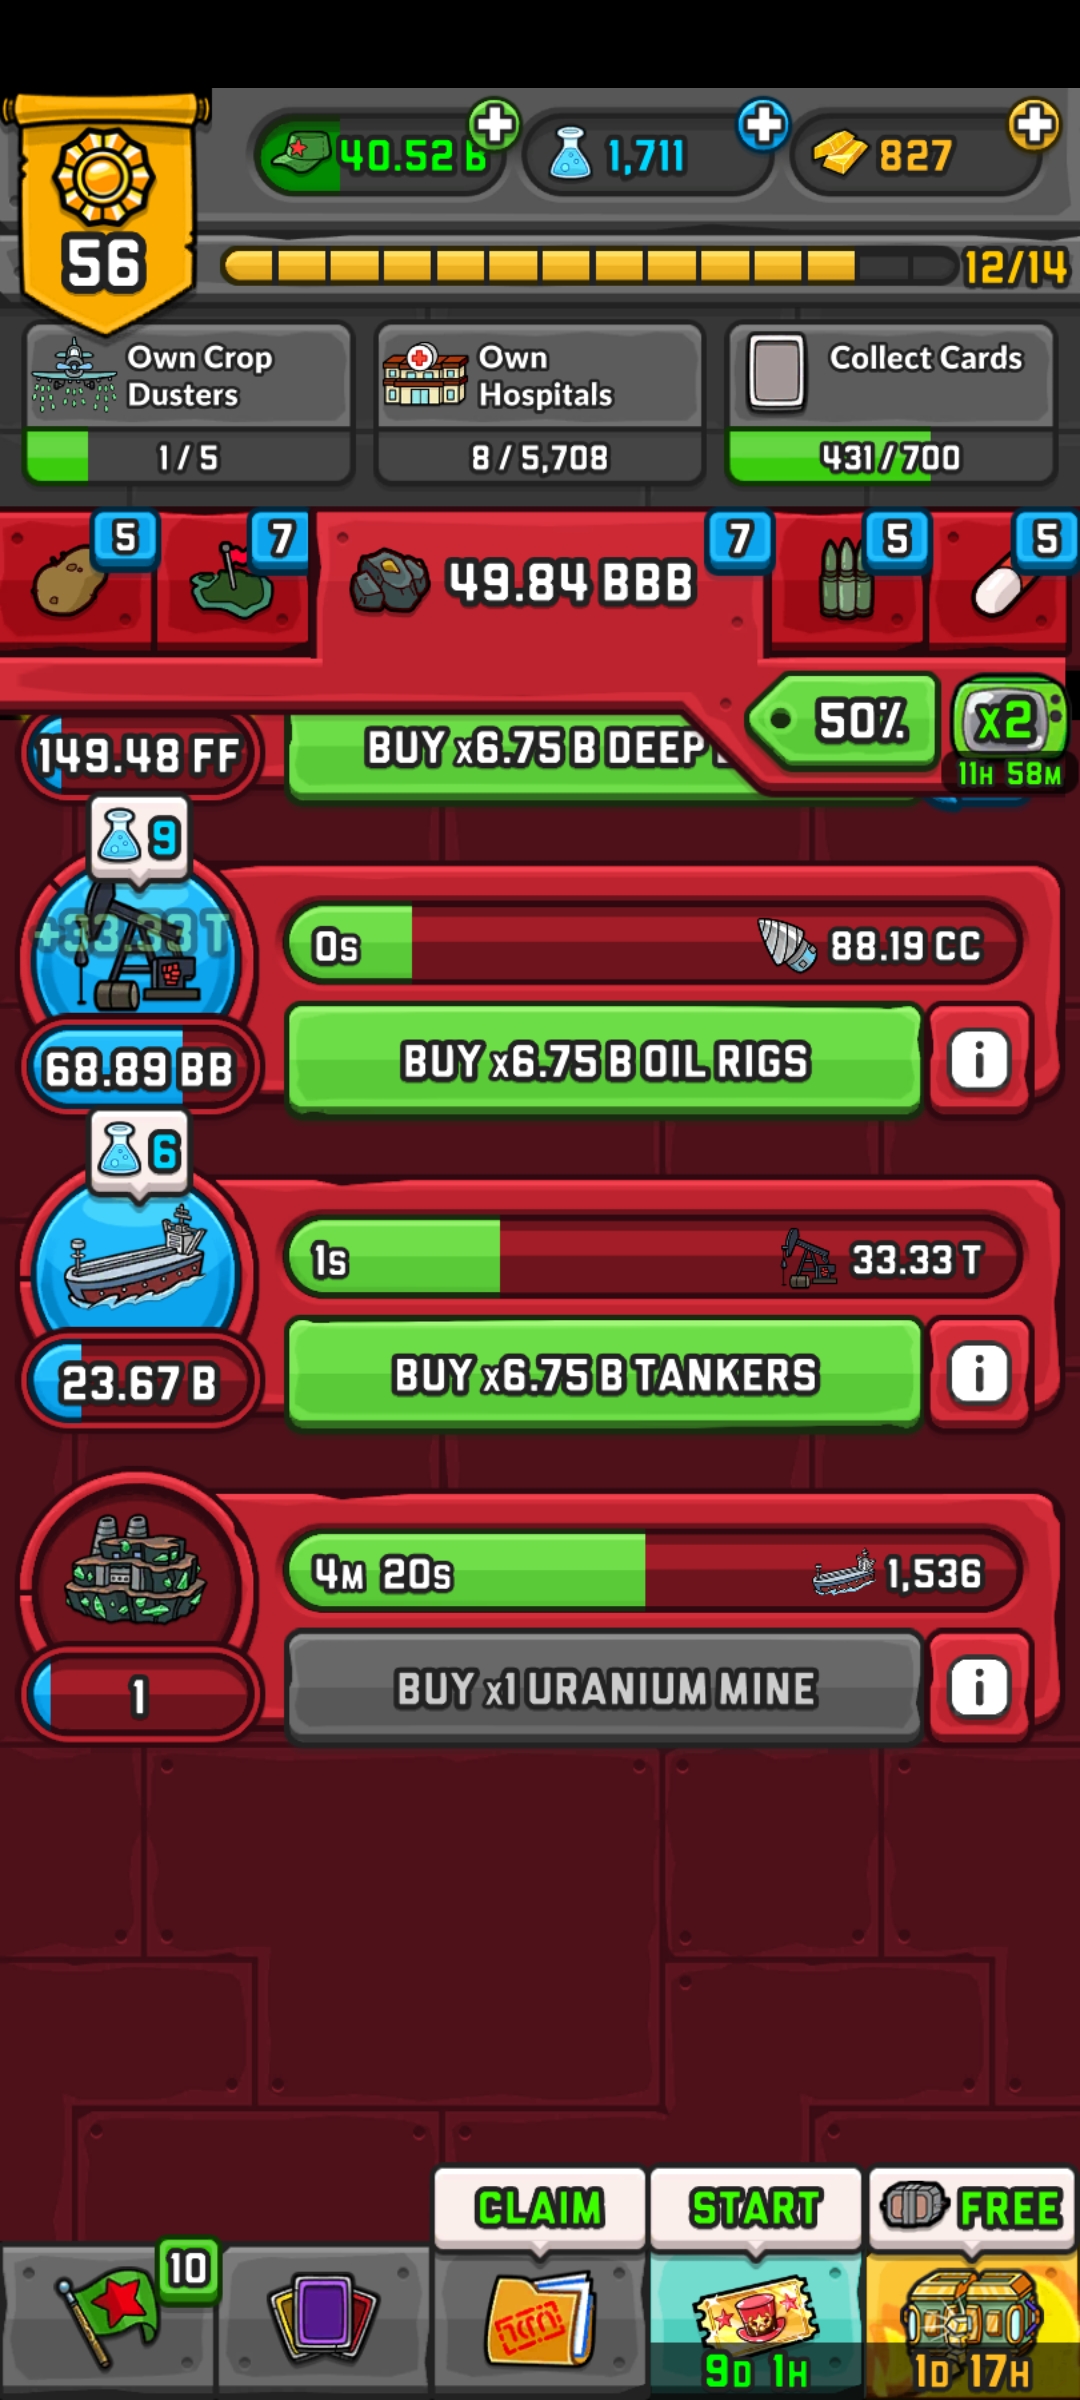 40.52 B
1,711
827
56
12/14
Own Crop
Dusters
1 / 5
Own
Hospitals
8 / 5,708
Collect Cards
431 / 700
5
7
49.84 BBB
7
5
5
50%
x2
11H 58M
149.48 FF
BUY x6.75 B DEEP
9
+33.33 T
0s
88.19 CC
68.89 BB
BUY x6.75 B OIL RIGS
i
6
1s
33.33 T
23.67 B
BUY x6.75 B TANKERS
i
4M 20s
1,536
1
BUY x1 URANIUM MINE
i
CLAIM
START
FREE
10
9D 1H
1D 17H